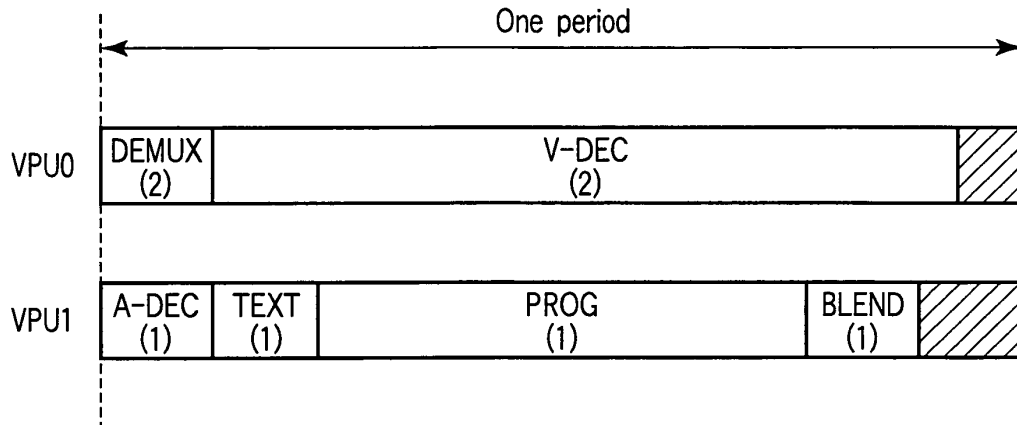 One period
VPU0
DEMUX
(2)
V-DEC
(2)
VPU1
A-DEC
(1)
TEXT
(1)
PROG
(1)
BLEND
(1)